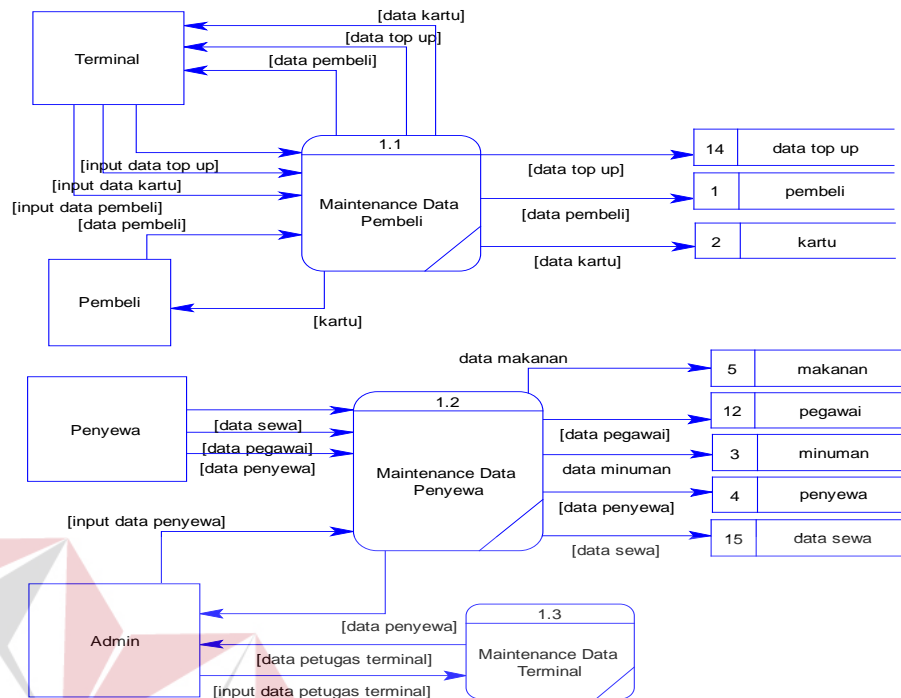 [data kartu]
[data top up]
Terminal
[data pembeli]
1.1
14 data top up
[input data top up]
[data top up]
[input data kartu]
1 pembeli
[input data pembeli]
Maintenance Data
Pembeli
[data pembeli]
[data pembeli]
2 kartu
[data kartu]
Pembeli
[kartu]
data makanan
5 makanan
1.2
12 pegawai
Penyewa
[data sewa]
[data pegawai]
[data pegawai]
3 minuman
[data penyewa]
data minuman
Maintenance Data
Penyewa
4 penyewa
[data penyewa]
[input data penyewa]
15 data sewa
[data sewa]
1.3
[data penyewa]
Admin
[data petugas terminal]
Maintenance Data
Terminal
[input data petugas terminal]